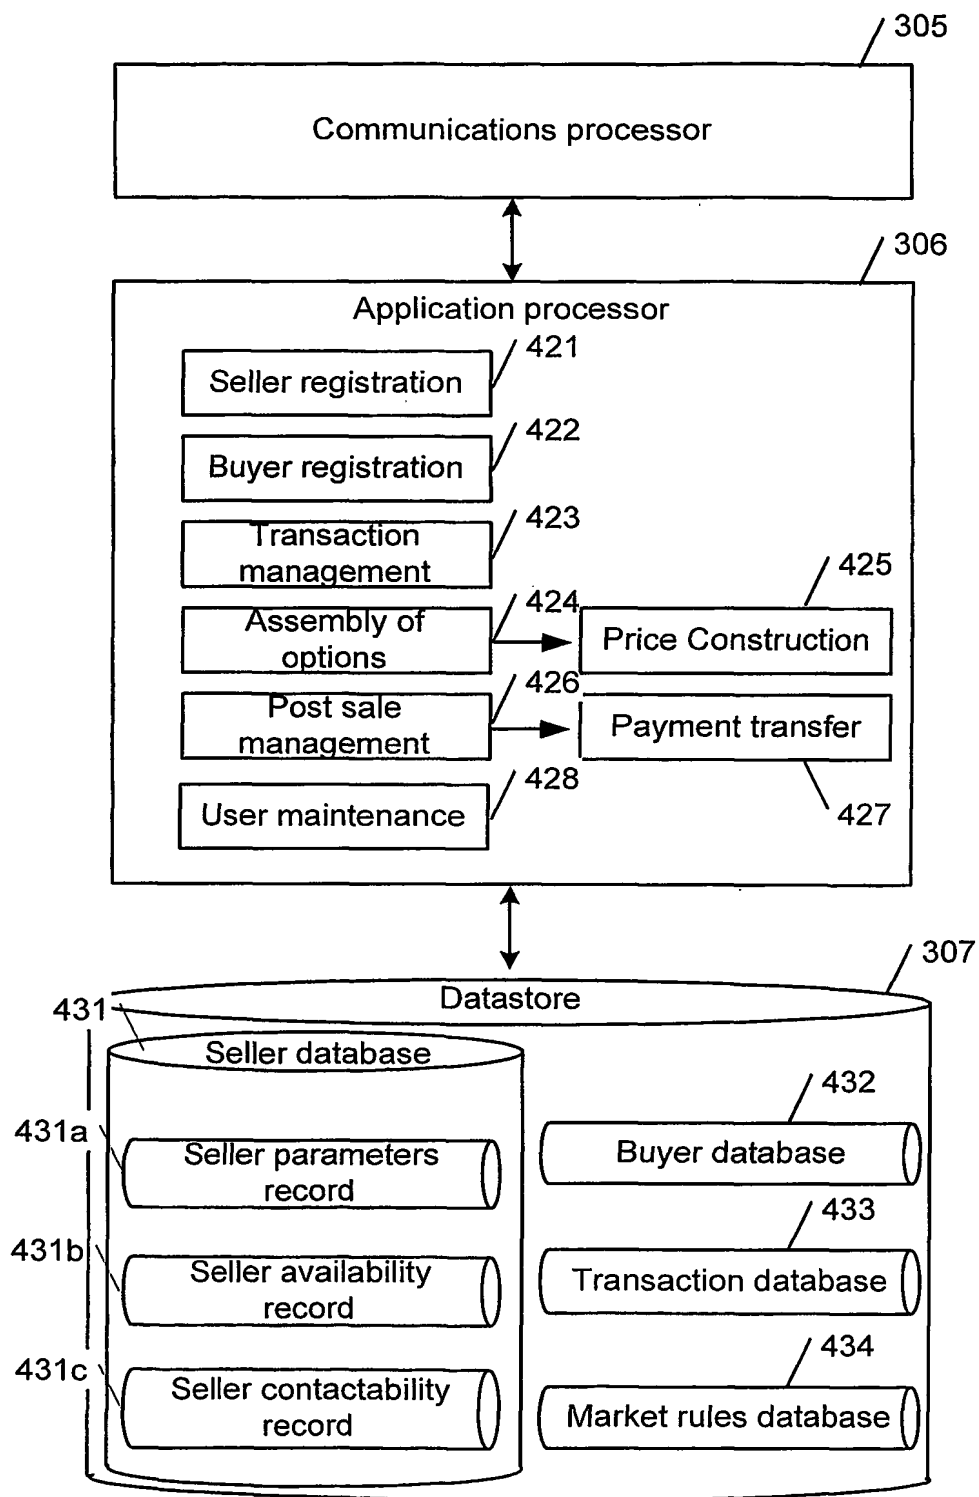 305
Communications processor
306
Application processor
421
Seller registration
422
Buyer registration
423
Transaction
management
425
424
Assembly of
options
Price Construction
426
Post sale
management
Payment transfer
428
User maintenance
427
307
Datastore
431
Seller database
432
431a
Seller parameters
record
Buyer database
433
431b
Seller availability
record
Transaction database
434
431c
Seller contactability
record
Market rules database